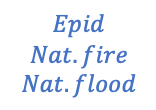 Epid
Nat. fire
Nat. flood